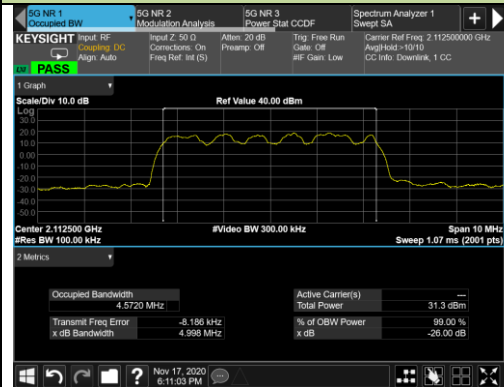 5G NR 1
Occupied BW
5G NR 2
Modulation Analysis
5G NR 3
Power Stat CCDF
Spectrum Analyzer 1
Swept SA
KEYSIGHT
Input: RF
Coupling: DC
Align: Auto
Input Z: 50 Ω
Corrections: On
Freq Ref: Int (S)
Atten: 20 dB
Preamp: Off
Trig: Free Run
Gate: Off
#IF Gain: Low
Carrier Ref Freq: 2.112500000 GHz
Avg|Hold:>10/10
CC Info: Downlink, 1 CC
PASS
1 Graph
Scale/Div 10.0 dB
Ref Value 40.00 dBm
Log
30.0
20.0
10.0
0.00
-10.0
-20.0
-30.0
-40.0
-50.0
Center 2.112500 GHz
#Video BW 300.00 kHz
Span 10 MHz
#Res BW 100.00 kHz
Sweep 1.07 ms (2001 pts)
2 Metrics
Occupied Bandwidth
4.5720 MHz
Active Carrier(s)
---
Total Power
31.3 dBm
Transmit Freq Error
-8.186 kHz
% of OBW Power
99.00 %
x dB Bandwidth
4.998 MHz
x dB
-26.00 dB
?
Nov 17, 2020
6:11:03 PM